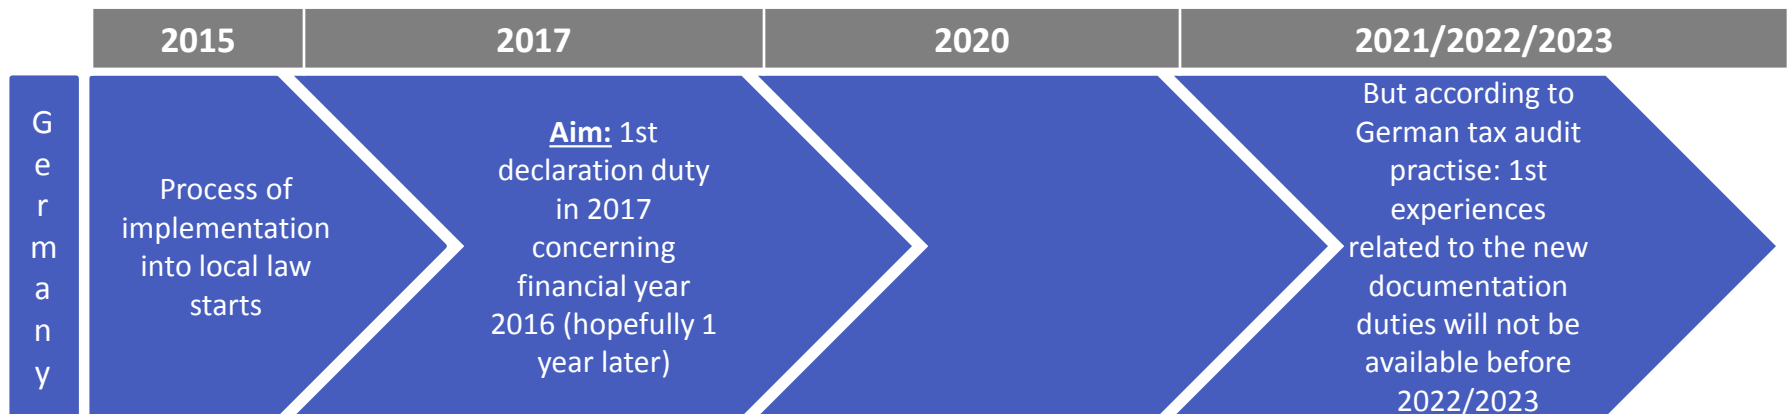 2015
2017
2020
2021/2022/2023
Germany
Process of
implementation
into local law
starts
Aim: 1st
declaration duty
in 2017
concerning
financial year
2016 (hopefully 1
year later)
But according to
German tax audit
practise: 1st
experiences
related to the new
documentation
duties will not be
available before
2022/2023